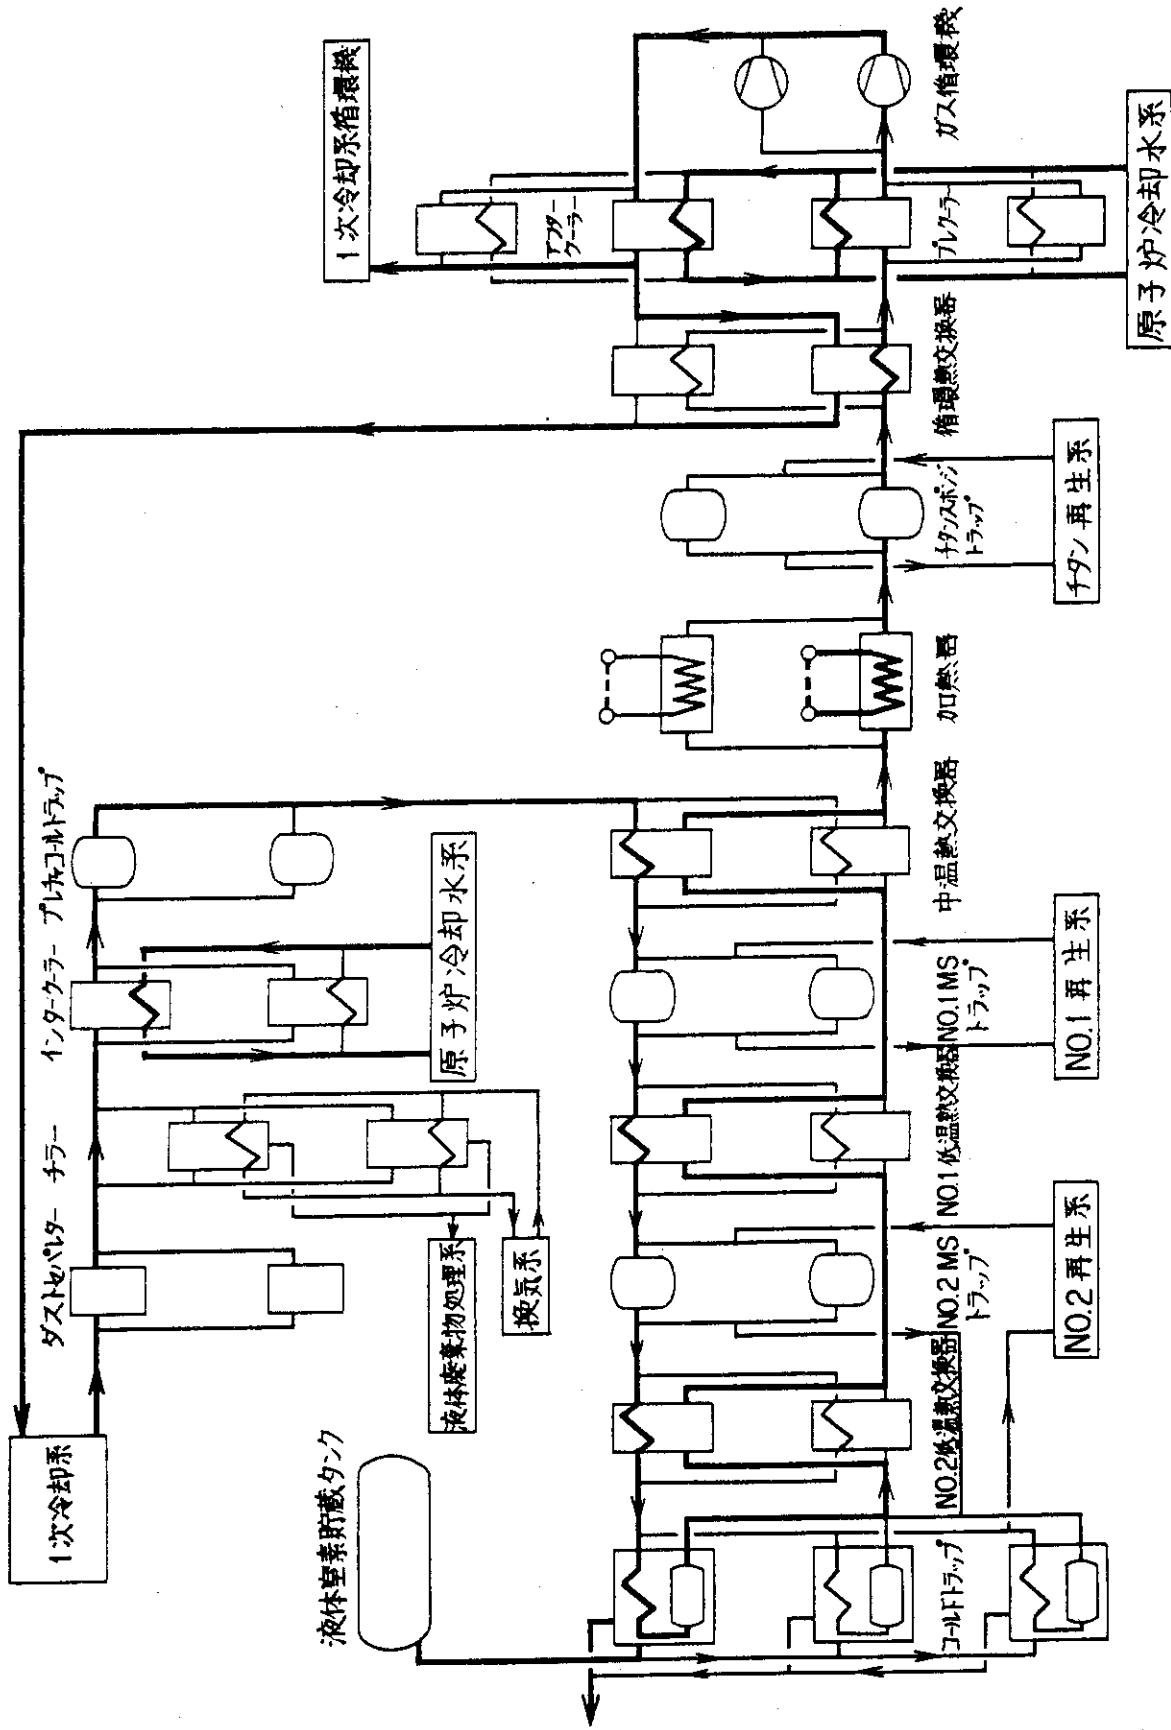 1次冷却系
ダストセパレター
チラー
インタークーラー
プレチャコールトラップ
液体廃棄物処理系
換気系
原子炉冷却水系
1次冷却系循環機
液体窒素貯蔵タンク
アフター
クーラー
コールドトラップ
NO.2低温熱交換器
NO.2 MS
トラップ
NO.1低温熱交換器
NO.1 MS
トラップ
中温熱交換器
加熱器
チタンスポンジ
トラップ
循環熱交換器
プレクーラー
ガス循環機
NO.2再生系
NO.1再生系
チタン再生系
原子炉冷却水系